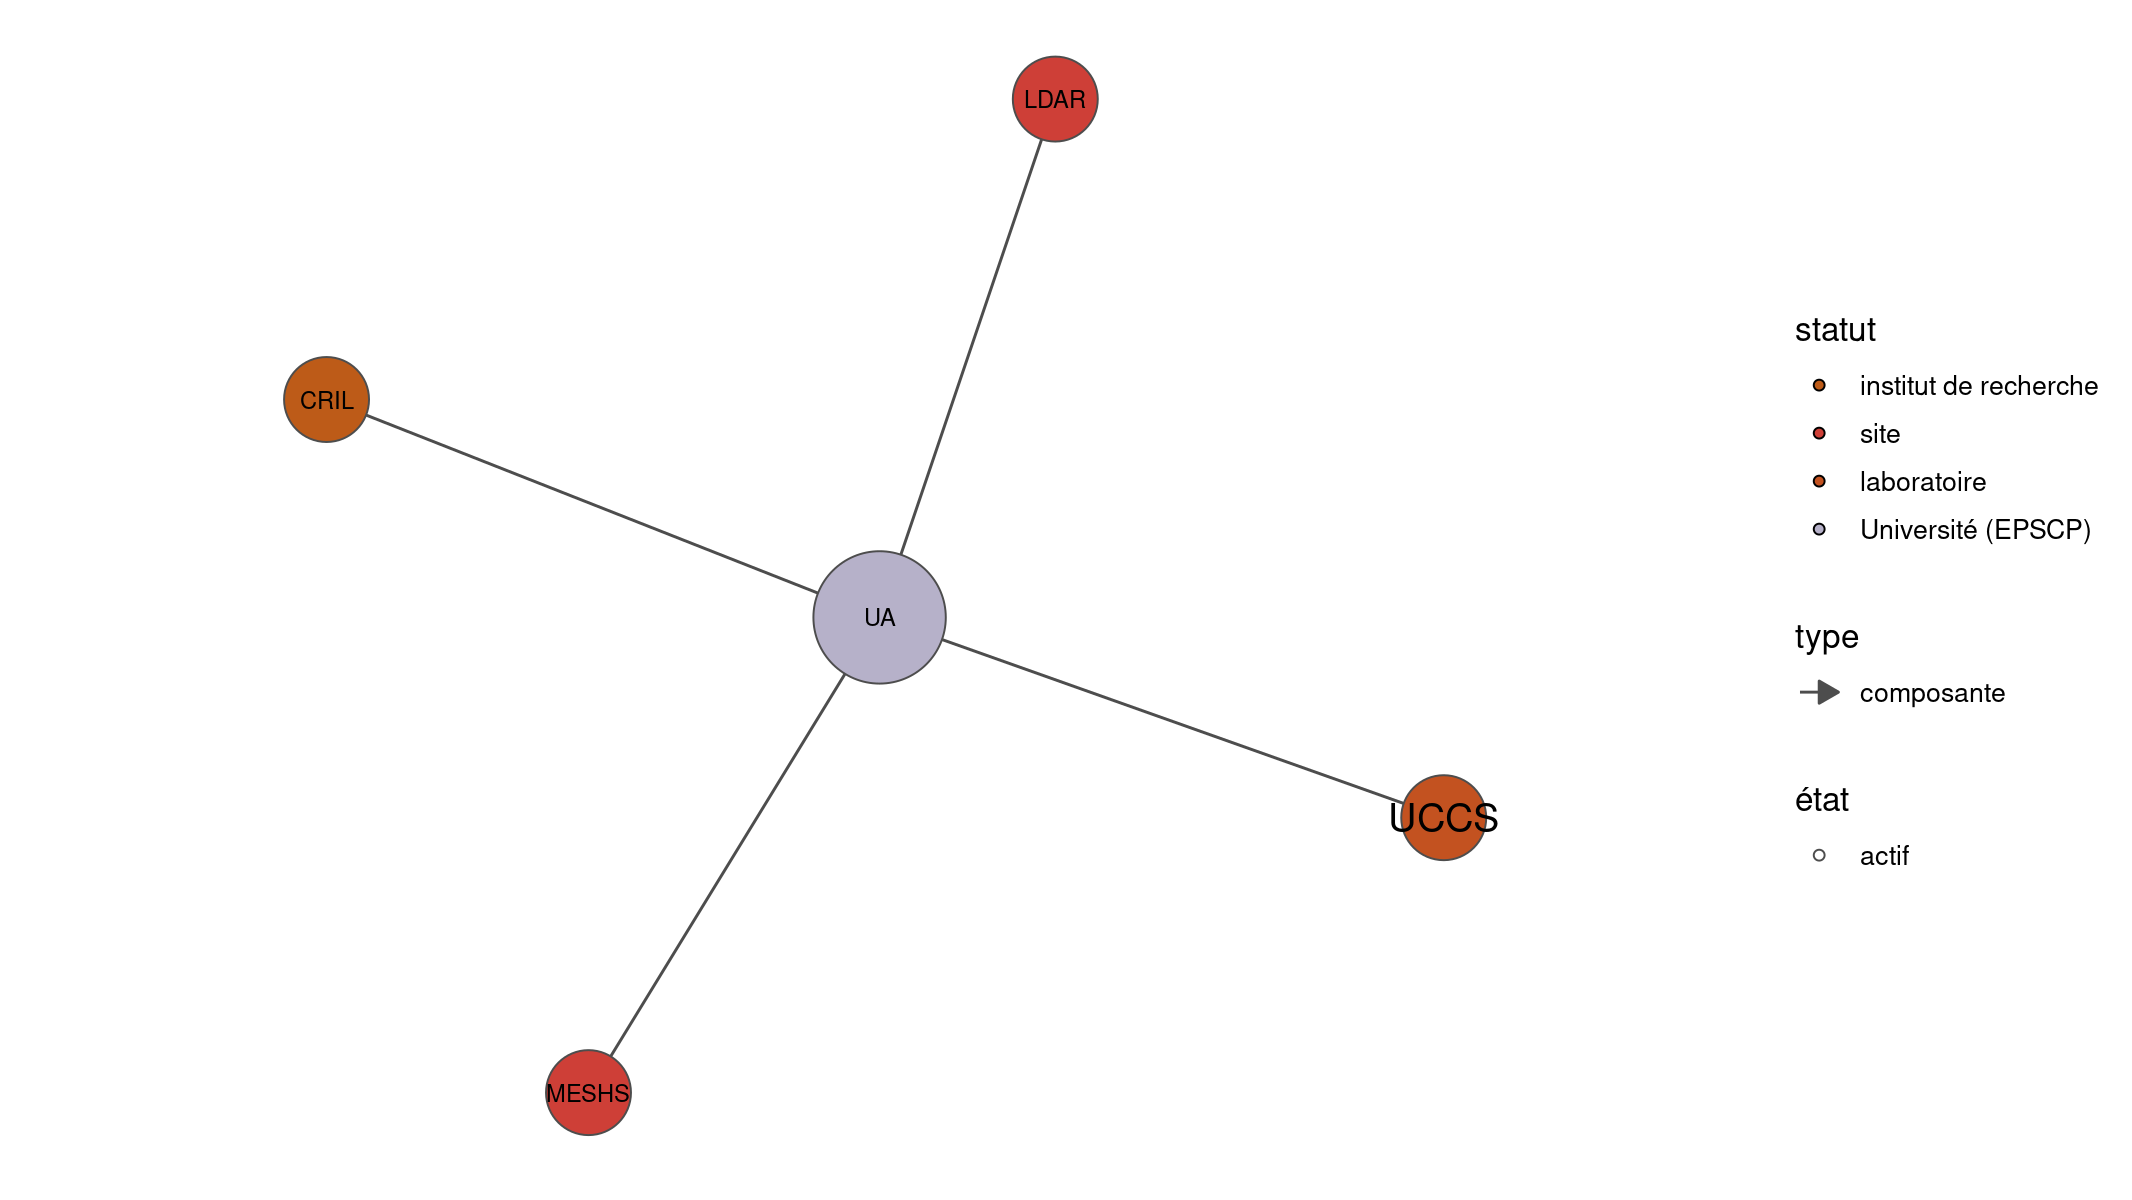 LDAR
CRIL
UA
UCCS
MESHS
statut
institut de recherche
site
laboratoire
Université (EPSCP)
type
composante
état
actif